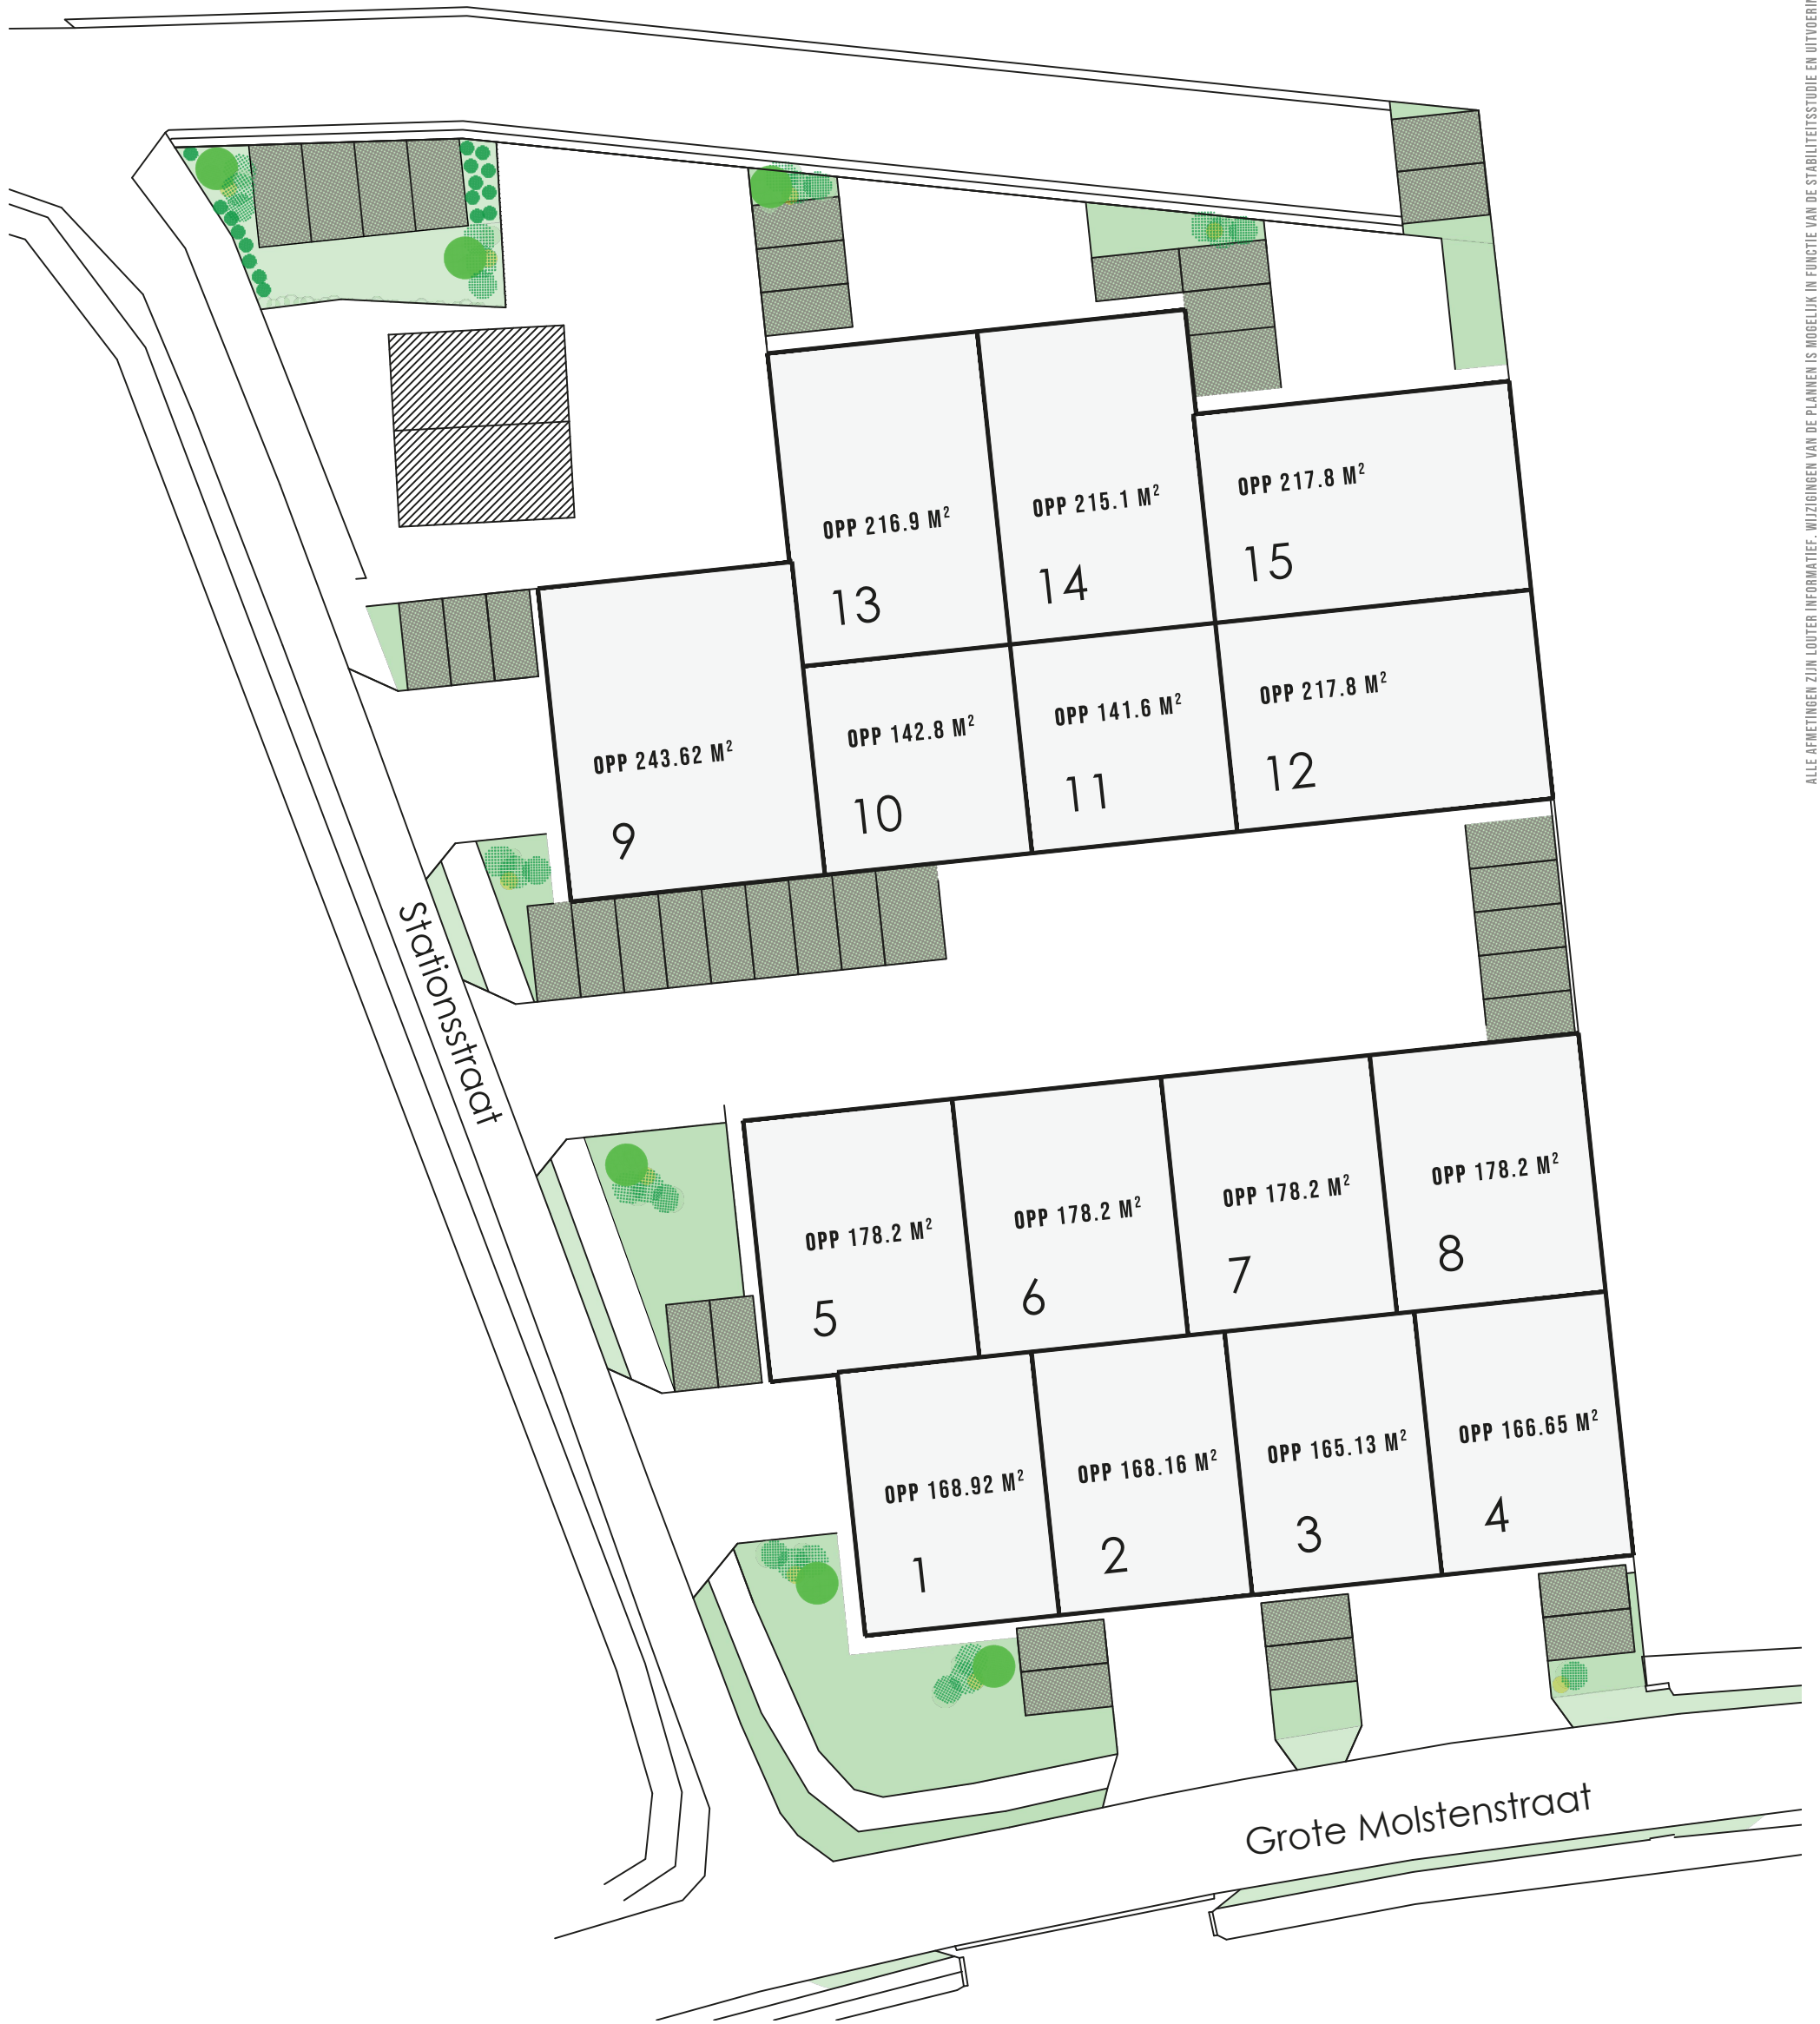 OPP 216.9 M²
13
OPP 215.1 M²
14
OPP 217.8 M²
15
OPP 243.62 M²
9
OPP 142.8 M²
10
OPP 141.6 M²
11
OPP 217.8 M²
12
Stationsstraat
OPP 178.2 M²
5
OPP 178.2 M²
6
OPP 178.2 M²
7
OPP 178.2 M²
8
OPP 168.92 M²
1
OPP 168.16 M²
2
OPP 165.13 M²
3
OPP 166.65 M²
4
Grote Molstenstraat
ALLE AFMETINGEN ZIJN LOUTER INFORMATIEF. WIJZIGINGEN VAN DE PLANNEN IS MOGELIJK IN FUNCTIE VAN DE STABILITEITSSTUDIE EN